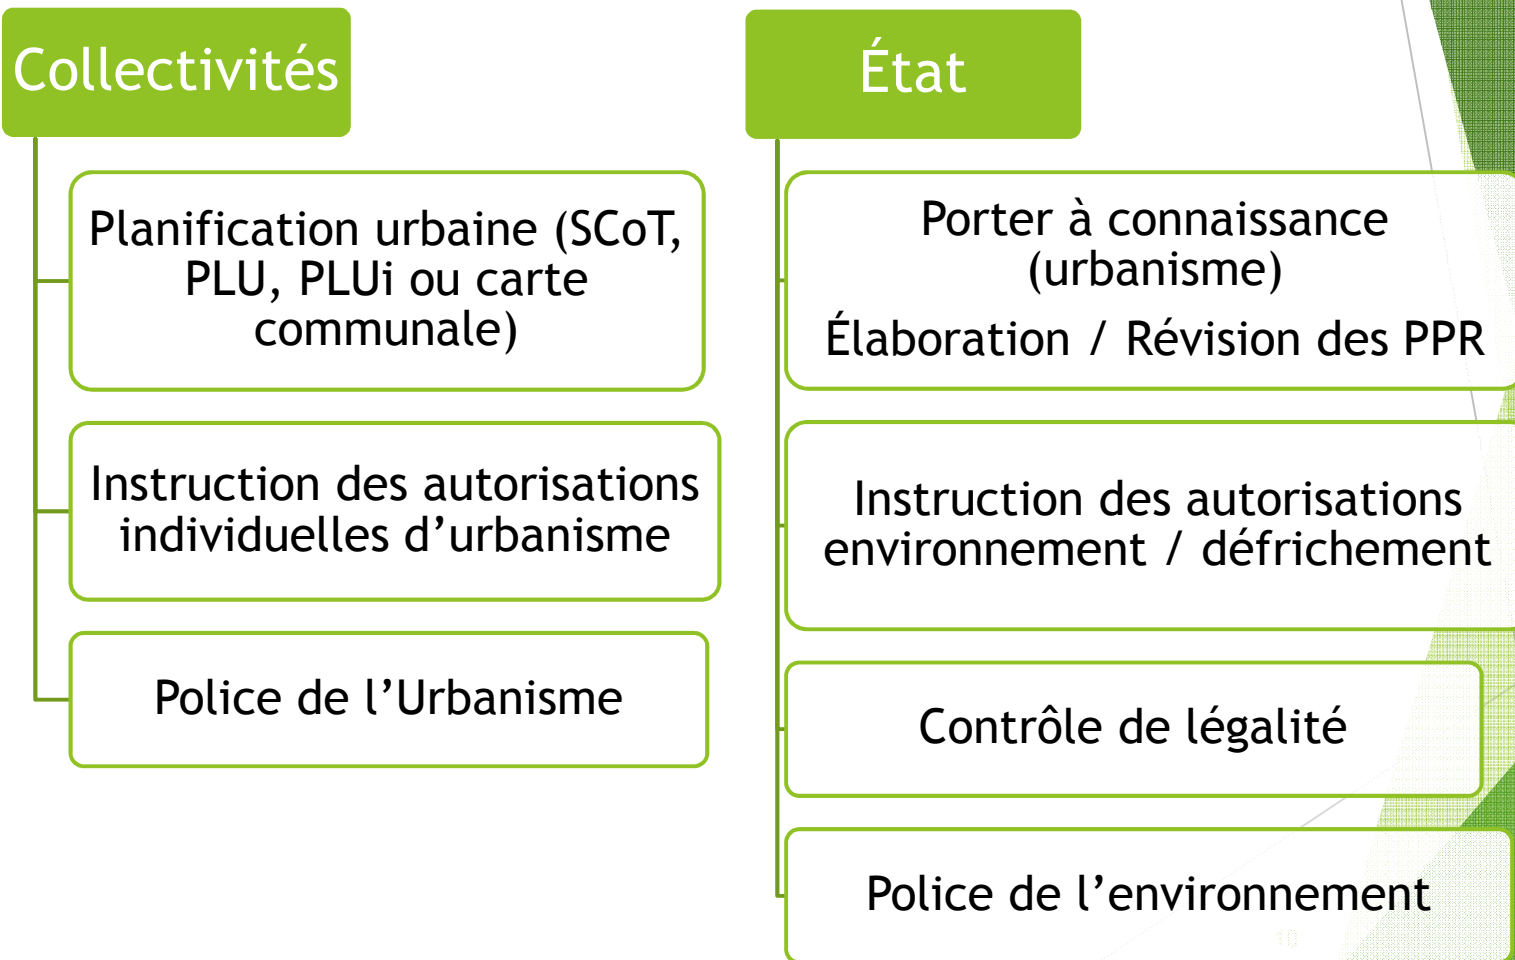 Collectivités
Planification urbaine (SCoT,
PLU, PLUi ou carte
communale)
Instruction des autorisations
individuelles d’urbanisme
Police de l’Urbanisme
État
Porter à connaissance
(urbanisme)
Élaboration / Révision des PPR
Instruction des autorisations
environnement / défrichement
Contrôle de légalité
Police de l’environnement
10